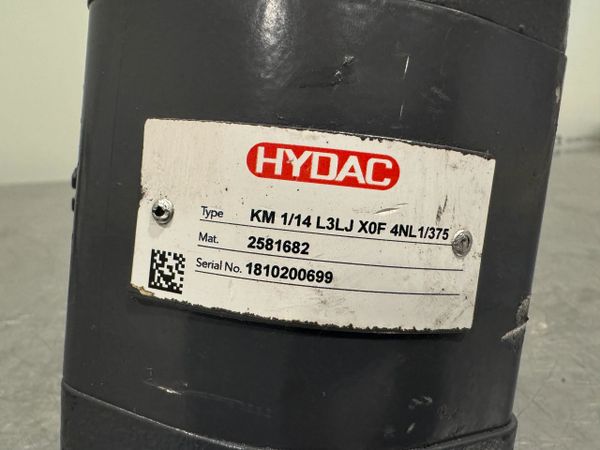 HYDAC
Type KM 1/14 L3LJ X0F 4NL1/375
Mat. 2581682
Serial No. 1810200699